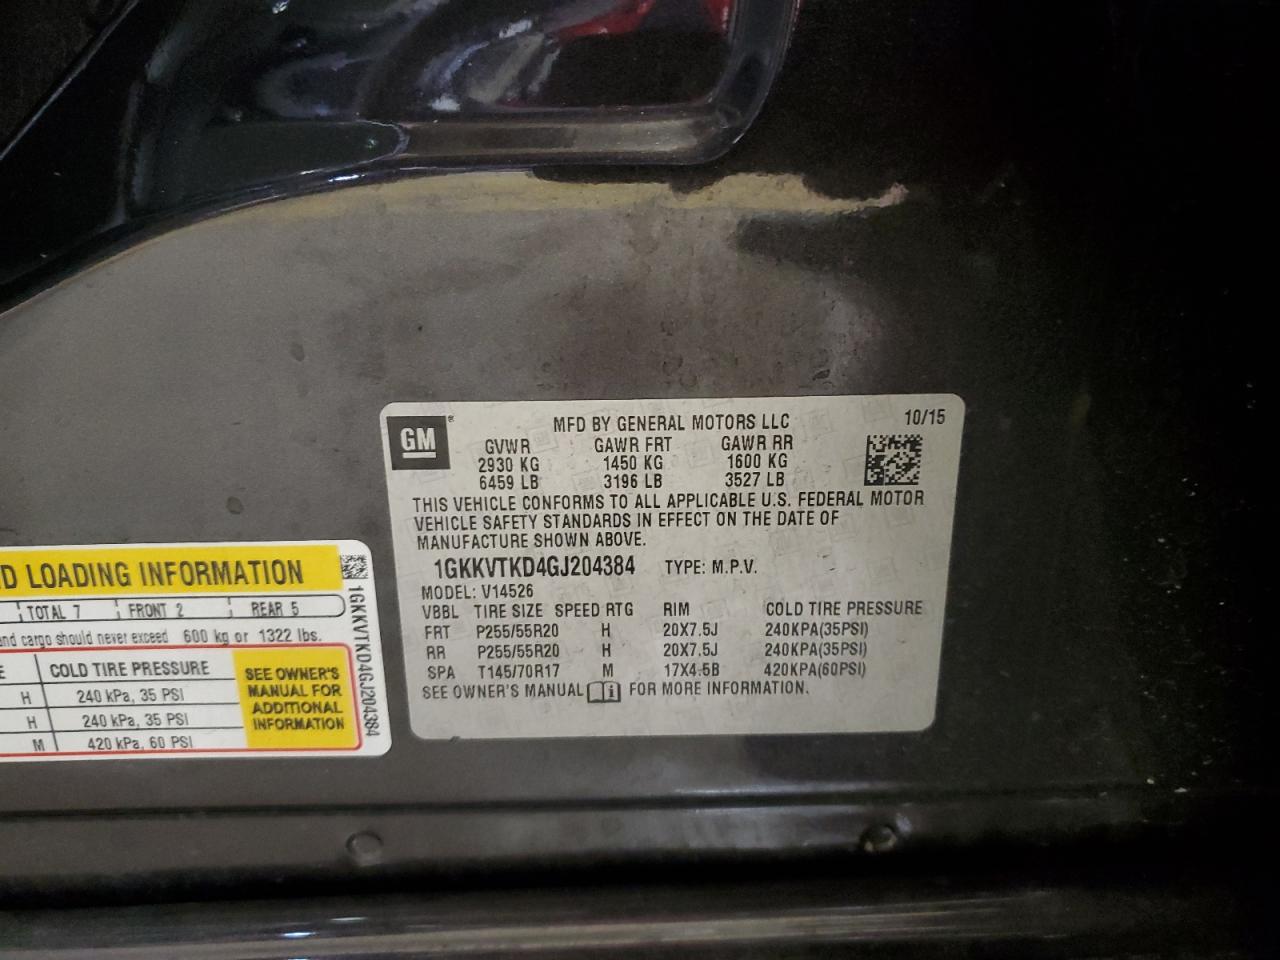 GM®
MFD BY GENERAL MOTORS LLC 10/15
GVWR GAWR FRT GAWR RR
2930 KG 1450 KG 1600 KG
6459 LB 3196 LB 3527 LB
THIS VEHICLE CONFORMS TO ALL APPLICABLE U.S. FEDERAL MOTOR
VEHICLE SAFETY STANDARDS IN EFFECT ON THE DATE OF
MANUFACTURE SHOWN ABOVE.
1GKKVTKD4GJ204384 TYPE: M.P.V.
MODEL: V14526
VBBL TIRE SIZE SPEED RTG RIM COLD TIRE PRESSURE
FRT P255/55R20 H 20X7.5J 240KPA(35PSI)
RR P255/55R20 H 20X7.5J 240KPA(35PSI)
SPA T145/70R17 M 17X4.5B 420KPA(60PSI)
SEE OWNER'S MANUAL FOR MORE INFORMATION.
D LOADING INFORMATION
TOTAL 7 FRONT 2 REAR 5
and cargo should never exceed 600 kg or 1322 lbs.
E COLD TIRE PRESSURE
H 240 kPa, 35 PSI
H 240 kPa, 35 PSI
M 420 kPa, 60 PSI
SEE OWNER'S
MANUAL FOR
ADDITIONAL
INFORMATION
1GKKVTKD4GJ204384